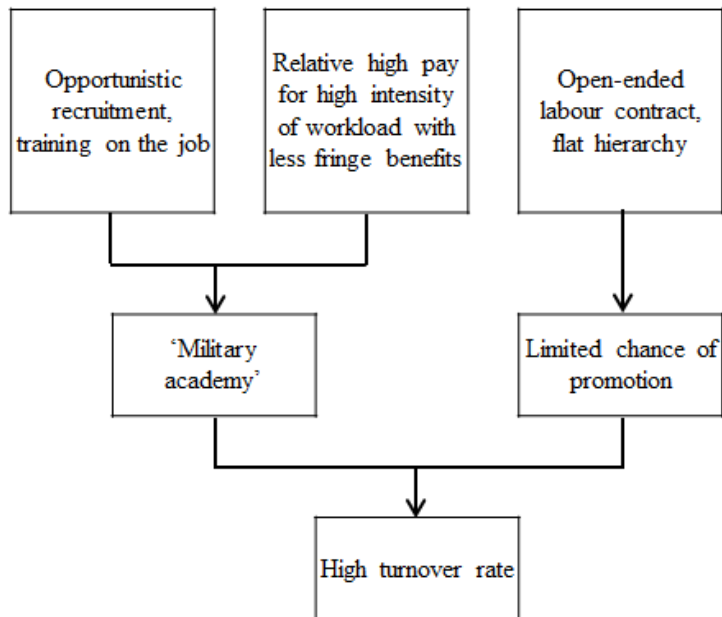 Opportunistic
recruitment,
training on the job
Relative high pay
for high intensity
of workload with
less fringe benefits
Open-ended
labour contract,
flat hierarchy
‘Military
academy’
Limited chance of
promotion
High turnover rate